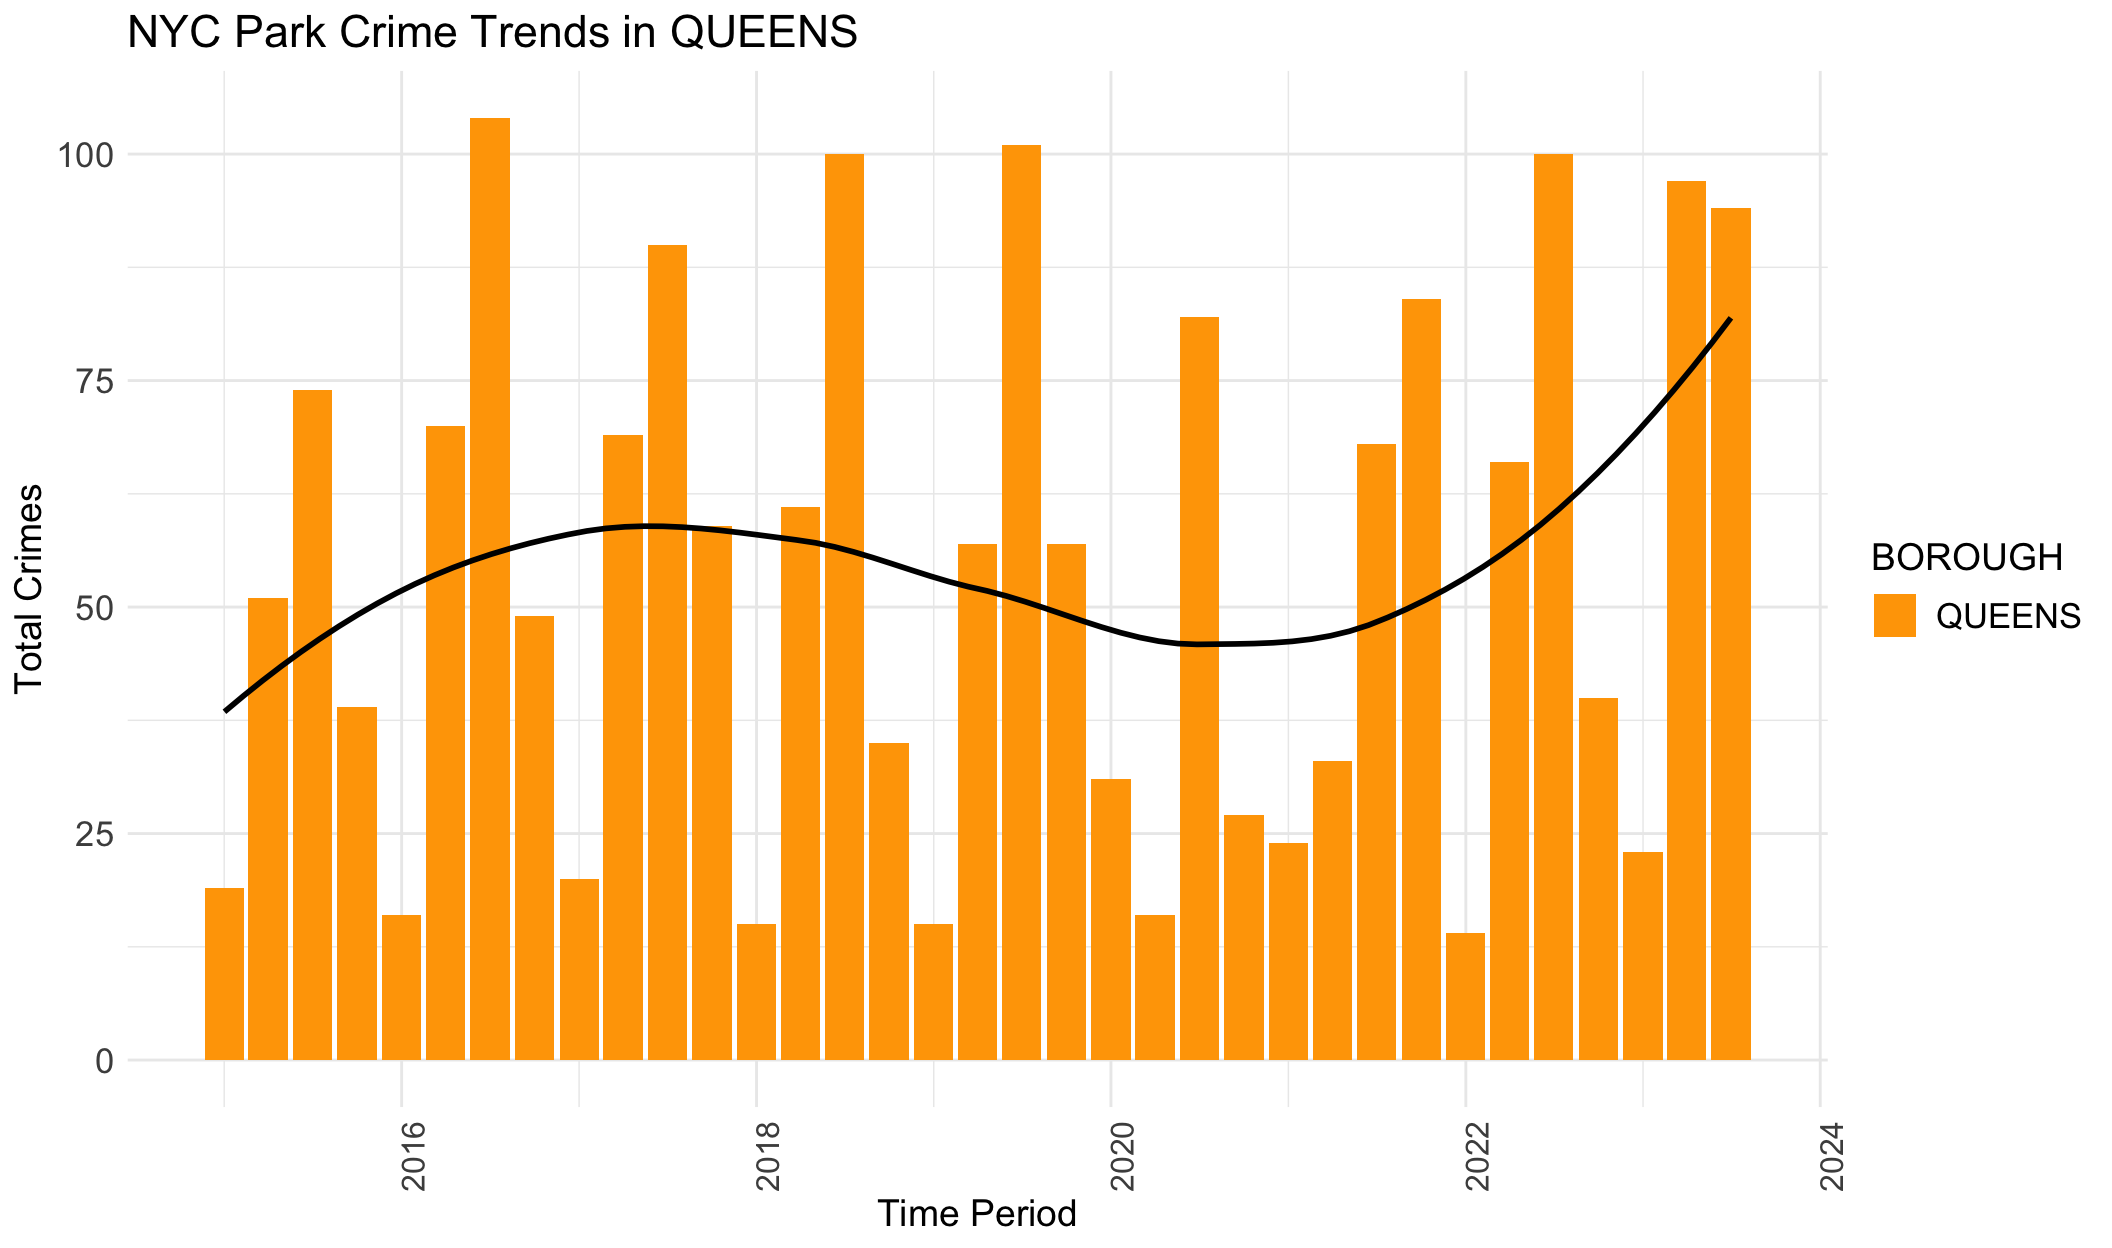 NYC Park Crime Trends in QUEENS
Total Crimes
100
75
50
25
0
2016
2018
2020
2022
2024
Time Period
BOROUGH
QUEENS